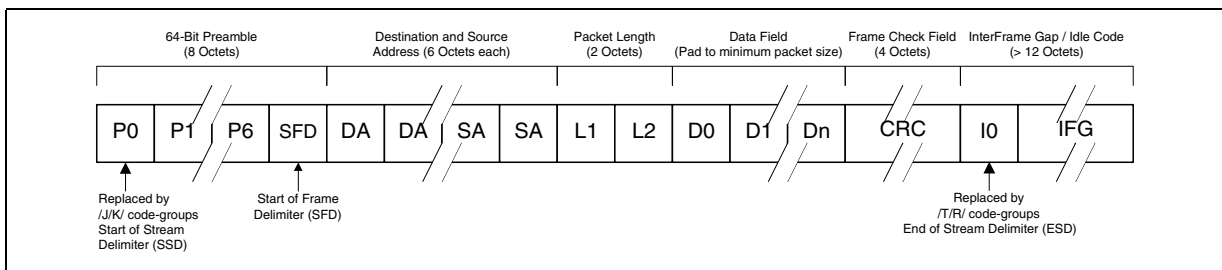 64-Bit Preamble
(8 Octets)
Destination and Source
Address (6 Octets each)
Packet Length
(2 Octets)
Data Field
(Pad to minimum packet size)
Frame Check Field
(4 Octets)
InterFrame Gap / Idle Code
(> 12 Octets)
P0 P1 P6 SFD DA DA SA SA L1 L2 D0 D1 Dn CRC I0 IFG
Replaced by
/J/K/ code-groups
Start of Stream
Delimiter (SSD)
Start of Frame
Delimiter (SFD)
Replaced by
/T/R/ code-groups
End of Stream Delimiter (ESD)